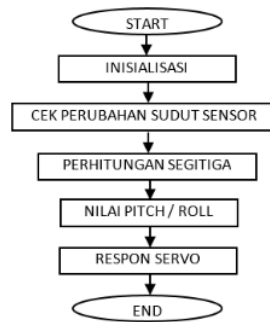 START
INISIALISASI
CEK PERUBAHAN SUDUT SENSOR
PERHITUNGAN SEGITIGA
NILAI PITCH / ROLL
RESPON SERVO
END